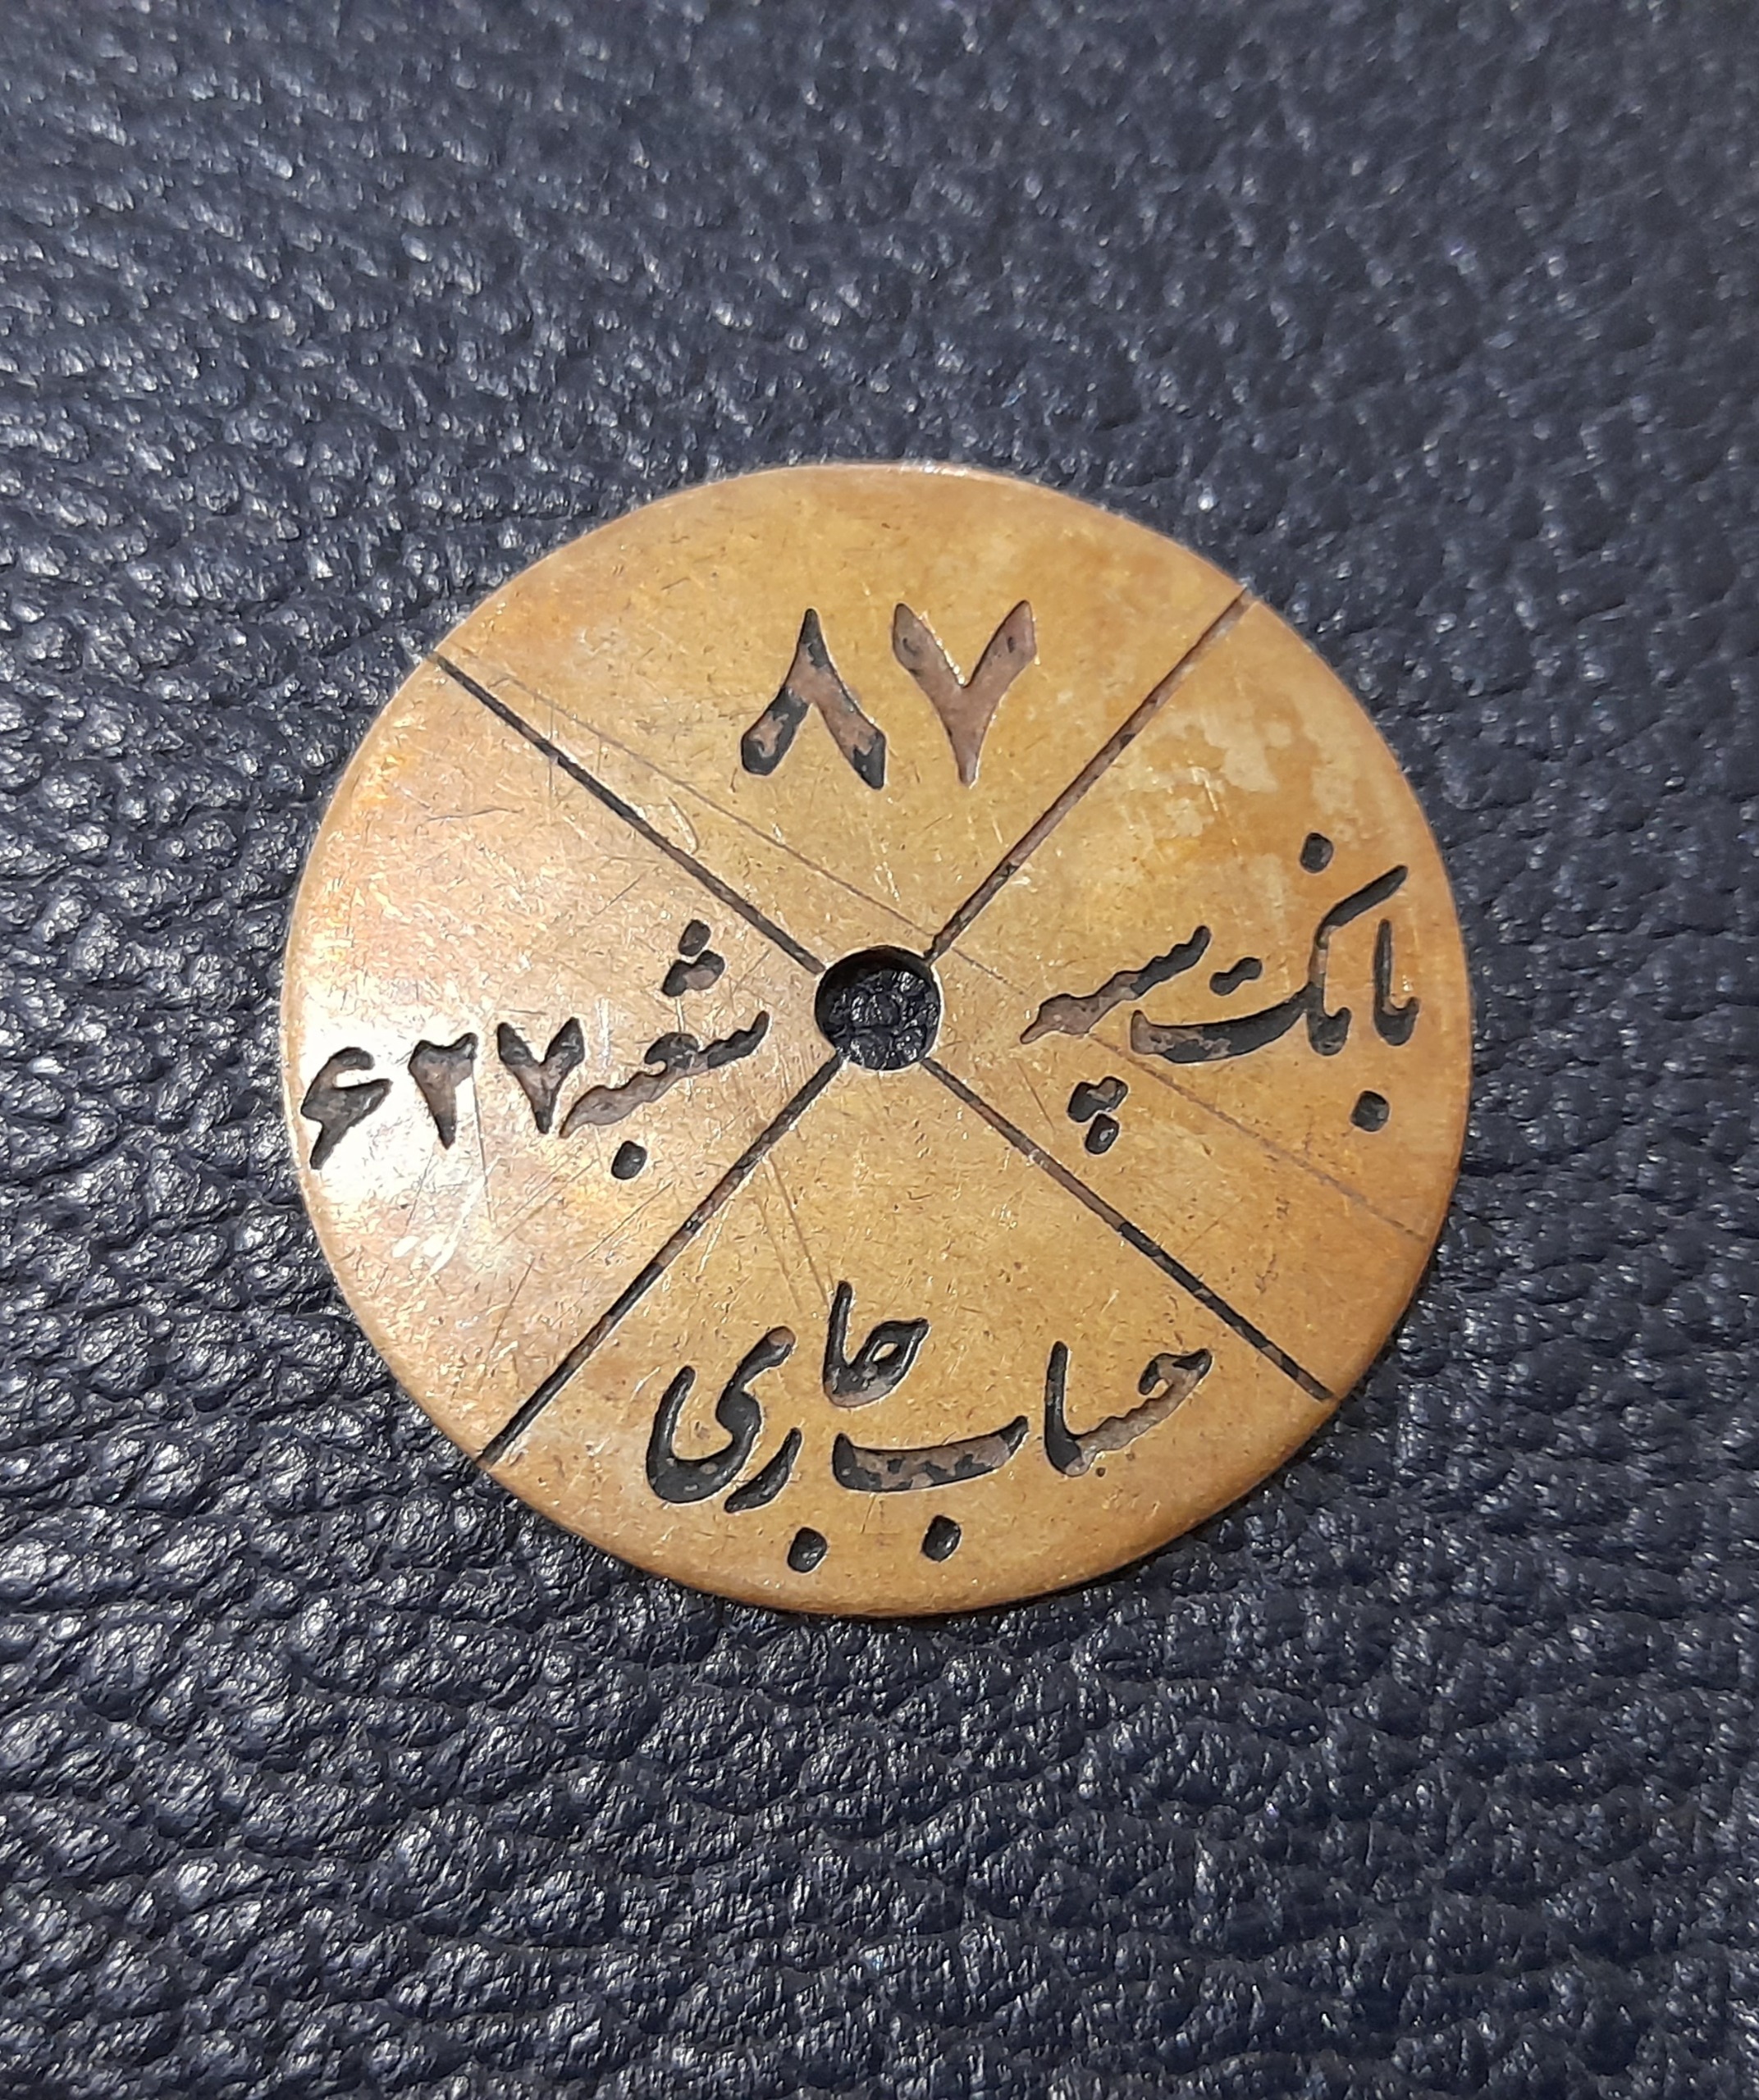 ۸۷
بانک سپه
شعبه ۶۲۷
حساب جاری